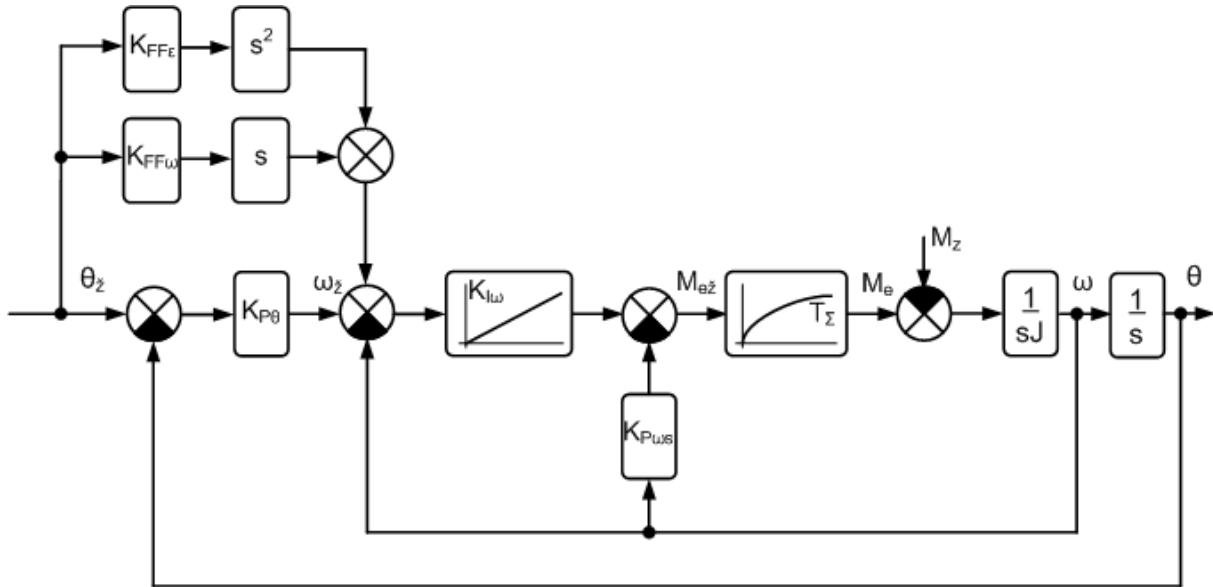 K_FFε
s²
K_FFω
s
θ_ž
K_Pθ
ω_ž
K_Iω
M_ež
T_Σ
M_e
M_z
1
sJ
ω
1
s
θ
K_Pωs